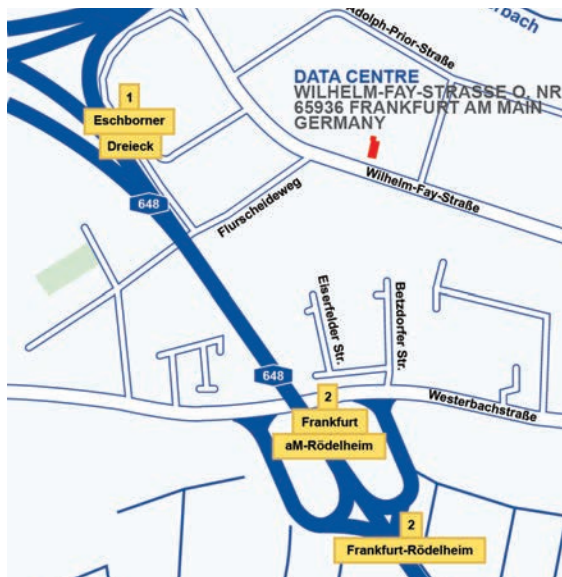 erbach
Adolph-Prior-Straße
DATA CENTRE
WILHELM-FAY-STRASSE O. NR
65936 FRANKFURT AM MAIN
GERMANY
1
Eschborner
Dreieck
Wilhelm-Fay-Straße
648
Flurscheideweg
Eiserfelder Str.
Betzdorfer Str.
648
2
Westerbachstraße
Frankfurt
aM-Rödelheim
2
Frankfurt-Rödelheim